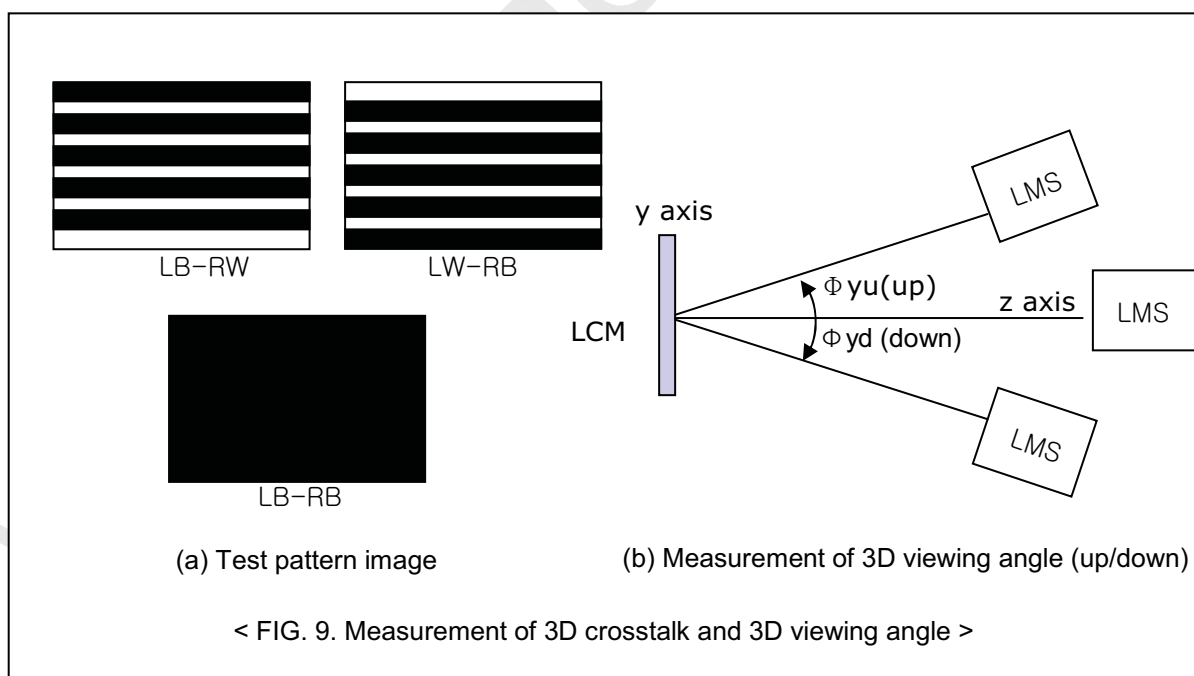 LB-RW
LW-RB
LB-RB
(a) Test pattern image
y axis
LCM
Φ yu(up)
z axis
Φ yd (down)
LMS
LMS
LMS
(b) Measurement of 3D viewing angle (up/down)
< FIG. 9. Measurement of 3D crosstalk and 3D viewing angle >